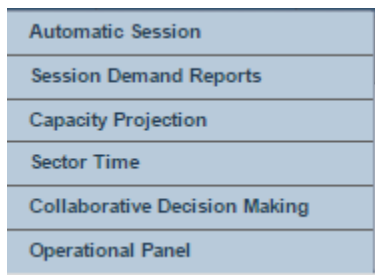 Automatic Session
Session Demand Reports
Capacity Projection
Sector Time
Collaborative Decision Making
Operational Panel